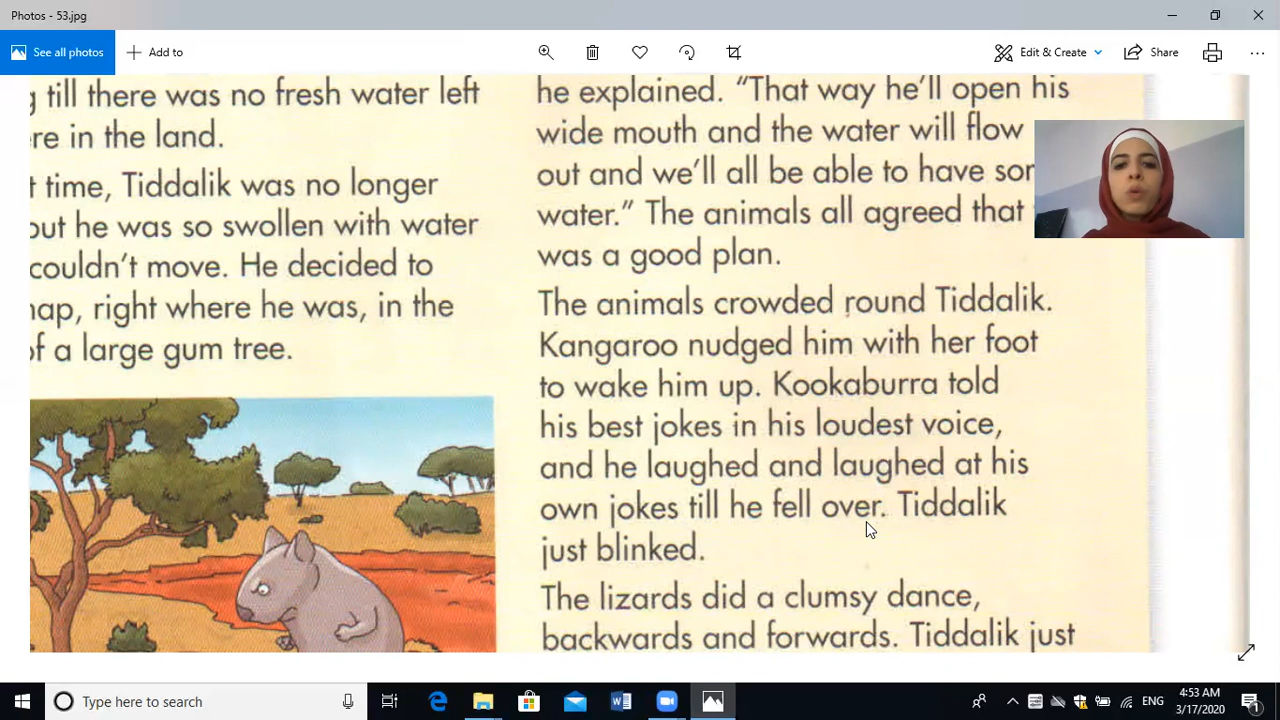 Photos - 53.jpg
See all photos
Add to
Edit & Create
Share
till there was no fresh water left
in the land.
time, Tiddalik was no longer
but he was so swollen with water
couldn't move. He decided to
right where he was, in the
of a large gum tree.
he explained. "That way he'll open his
wide mouth and the water will flow
out and we'll all be able to have
water." The animals all agreed that
was a good plan.
The animals crowded round Tiddalik.
Kangaroo nudged him with her foot
to wake him up. Kookaburra told
his best jokes in his loudest voice,
and he laughed and laughed at his
own jokes till he fell over. Tiddalik
just blinked.
The lizards did a clumsy dance,
backwards and forwards. Tiddalik just
Type here to search
ENG
4:53 AM
3/17/2020
1